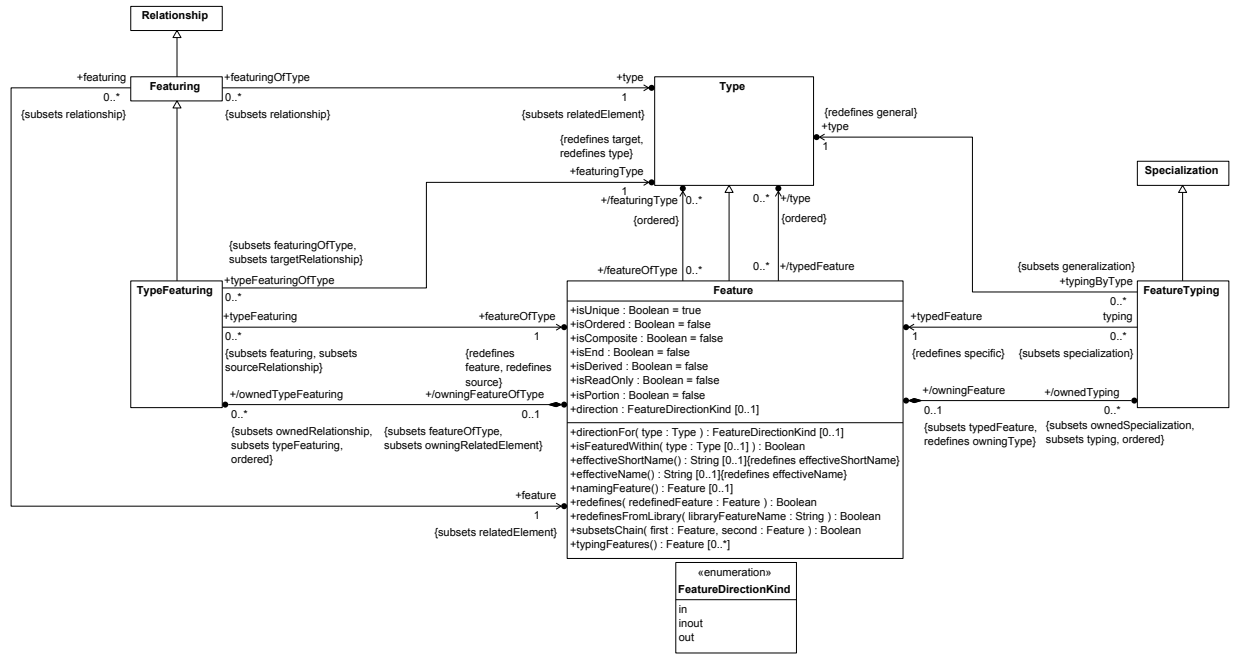 Relationship
+featuring
0..*
{subsets relationship}
Featuring
+featuringOfType
0..*
{subsets relationship}
+type
1
{subsets relatedElement}
Type
{redefines general}
+type
1
{redefines target,
redefines type}
+featuringType
1
+/featuringType
0..*
{ordered}
0..*
+/type
{ordered}
Specialization
{subsets featuringOfType,
subsets targetRelationship}
+typeFeaturingOfType
0..*
+/featureOfType
0..*
0..*
+/typedFeature
{subsets generalization}
+typingByType
0..*
TypeFeaturing
+typeFeaturing
0..*
{subsets featuring, subsets
sourceRelationship}
+featureOfType
1
{redefines
feature, redefines
source}
+/ownedTypeFeaturing
0..*
{subsets ownedRelationship,
subsets typeFeaturing,
ordered}
+/owningFeatureOfType
0..1
{subsets featureOfType,
subsets owningRelatedElement}
Feature
+isUnique : Boolean = true
+isOrdered : Boolean = false
+isComposite : Boolean = false
+isEnd : Boolean = false
+isDerived : Boolean = false
+isReadOnly : Boolean = false
+isPortion : Boolean = false
+direction : FeatureDirectionKind [0..1]
+directionFor( type : Type ) : FeatureDirectionKind [0..1]
+isFeaturedWithin( type : Type [0..1] ) : Boolean
+effectiveShortName() : String [0..1]{redefines effectiveShortName}
+effectiveName() : String [0..1]{redefines effectiveName}
+namingFeature() : Feature [0..1]
+redefines( redefinedFeature : Feature ) : Boolean
+redefinesFromLibrary( libraryFeatureName : String ) : Boolean
+subsetsChain( first : Feature, second : Feature ) : Boolean
+typingFeatures() : Feature [0..*]
+typedFeature
1
{redefines specific}
typing
0..*
{subsets specialization}
FeatureTyping
+/owningFeature
0..1
{subsets typedFeature,
redefines owningType}
+/ownedTyping
0..*
{subsets ownedSpecialization,
subsets typing, ordered}
+feature
1
{subsets relatedElement}
«enumeration»
FeatureDirectionKind
in
inout
out